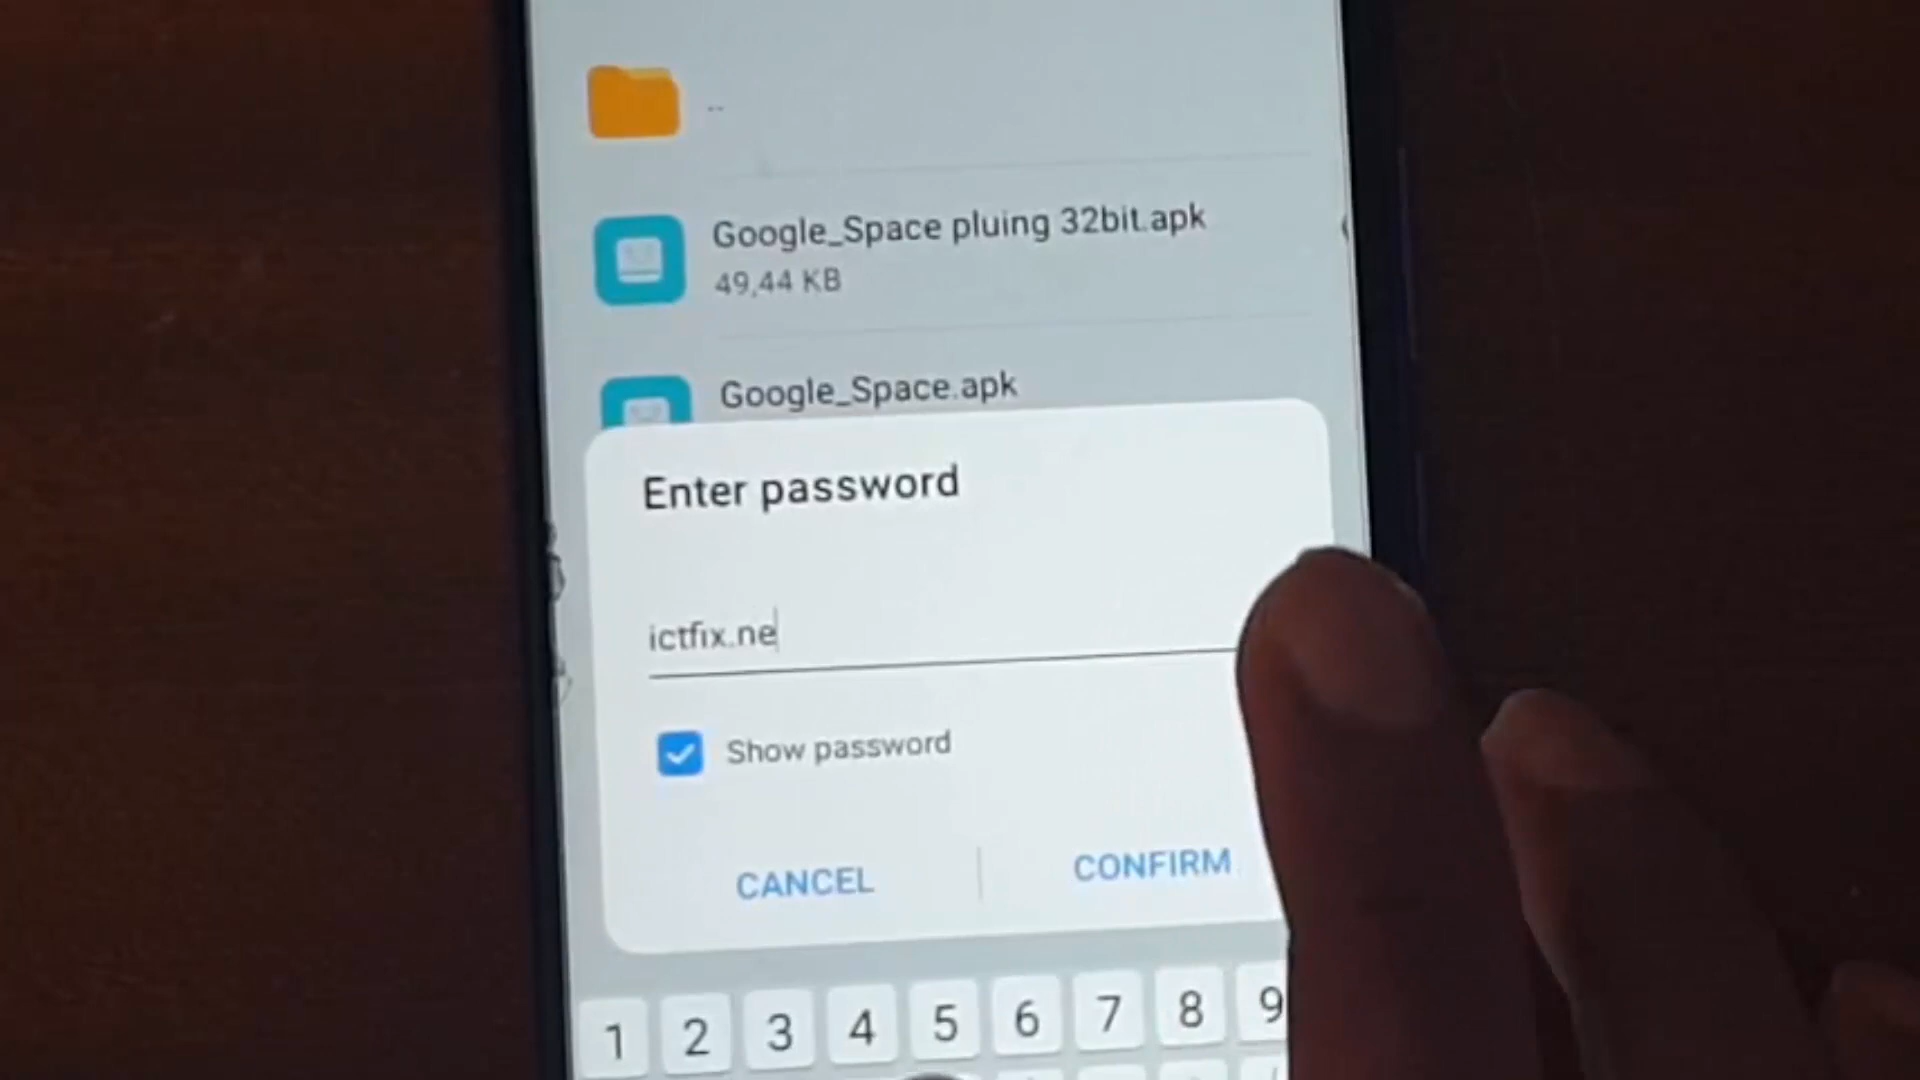 ..
Google_Space pluing 32bit.apk
49,44 KB
Google_Space.apk
Enter password
ictfix.ne
Show password
CANCEL
CONFIRM
1 2 3 4 5 6 7 8 9